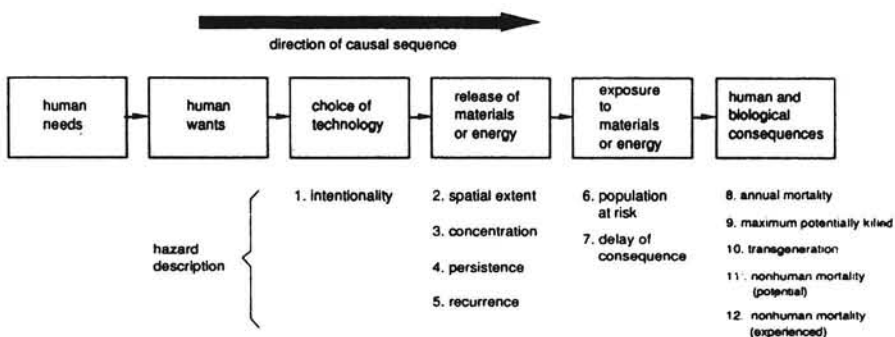 direction of causal sequence
human
needs
human
wants
choice of
technology
release of
materials
or energy
exposure
to
materials
or energy
human and
biological
consequences
hazard
description
1. intentionality
2. spatial extent
3. concentration
4. persistence
5. recurrence
6. population
at risk
7. delay of
consequence
8. annual mortality
9. maximum potentially killed
10. transgeneration
11. nonhuman mortality
(potential)
12. nonhuman mortality
(experienced)